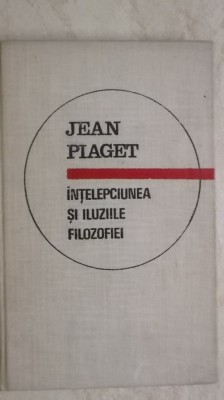 JEAN
PIAGET
ÎNȚELEPCIUNEA
ȘI ILUZIILE
FILOZOFIEI